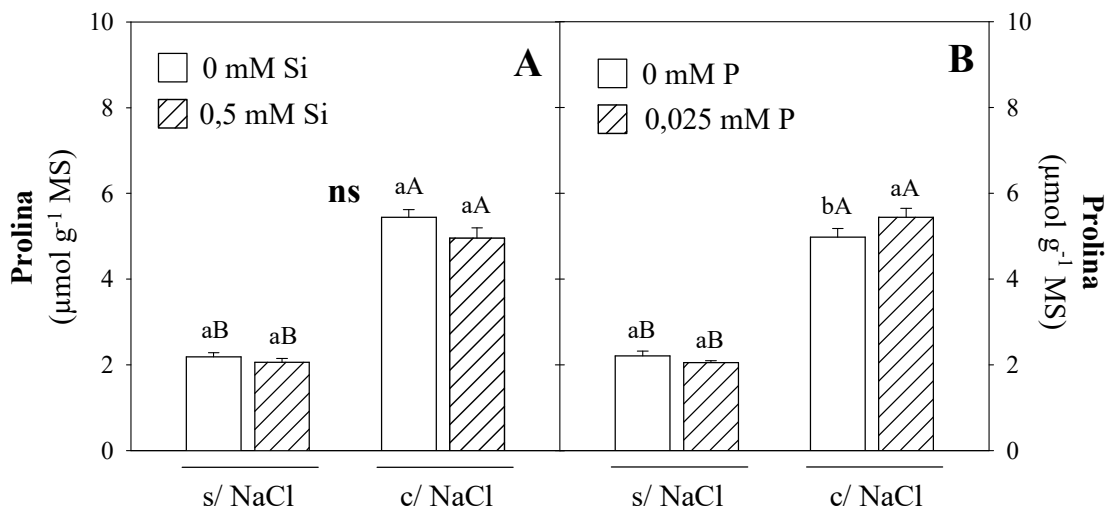 Prolina
(µmol g-1 MS)
10
8
6
4
2
0
0 mM Si
0,5 mM Si
A
ns
aB
aB
aA
aA
s/ NaCl
c/ NaCl
0 mM P
0,025 mM P
B
aB
aB
bA
aA
s/ NaCl
c/ NaCl
10
8
6
4
2
0
Prolina
(µmol g-1 MS)